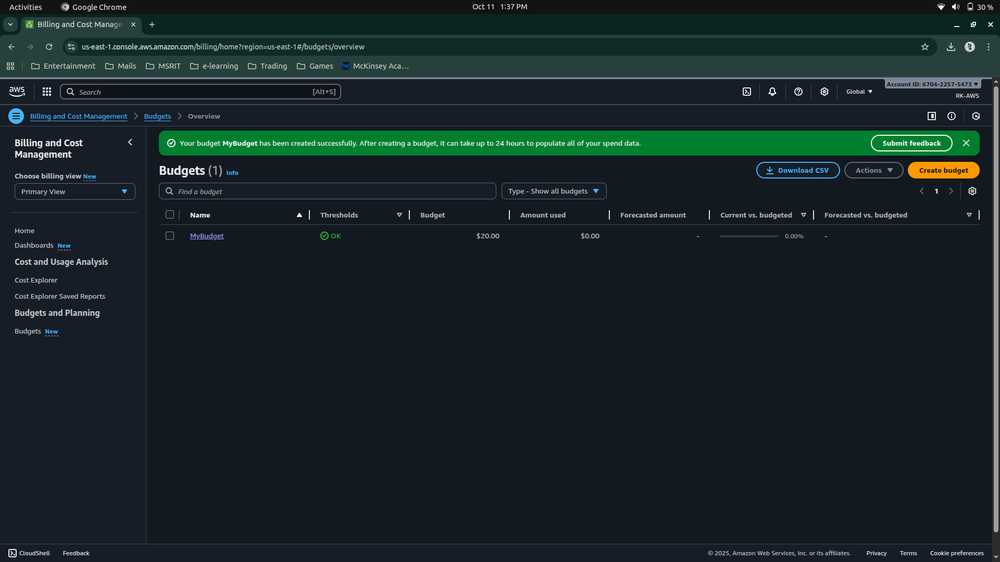 Activities Google Chrome Oct 11 1:37 PM 30 %
Billing and Cost Manage
us-east-1.console.aws.amazon.com/billing/home?region=us-east-1#/budgets/overview
Entertainment Mails MSRIT e-learning Trading Games McKinsey Aca…
aws Search [Alt+S] Global Account ID: 6704-2257-5473
RK-AWS
Billing and Cost Management Budgets Overview
Billing and Cost
Management
Choose billing view New
Primary View
Home
Dashboards New
Cost and Usage Analysis
Cost Explorer
Cost Explorer Saved Reports
Budgets and Planning
Budgets New
Your budget MyBudget has been created successfully. After creating a budget, it can take up to 24 hours to populate all of your spend data. Submit feedback
Budgets (1) Info Download CSV Actions Create budget
Find a budget Type - Show all budgets 1
Name Thresholds Budget Amount used Forecasted amount Current vs. budgeted Forecasted vs. budgeted
MyBudget OK $20.00 $0.00 - 0.00% -
CloudShell Feedback © 2025, Amazon Web Services, Inc. or its affiliates. Privacy Terms Cookie preferences